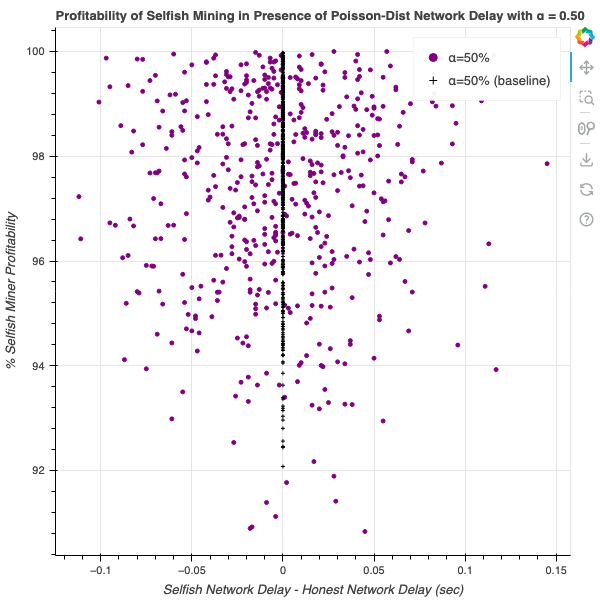 Profitability of Selfish Mining in Presence of Poisson-Dist Network Delay with α = 0.50
α=50%
α=50% (baseline)
100
98
96
94
92
% Selfish Miner Profitability
−0.1
−0.05
0
0.05
0.1
0.15
Selfish Network Delay - Honest Network Delay (sec)